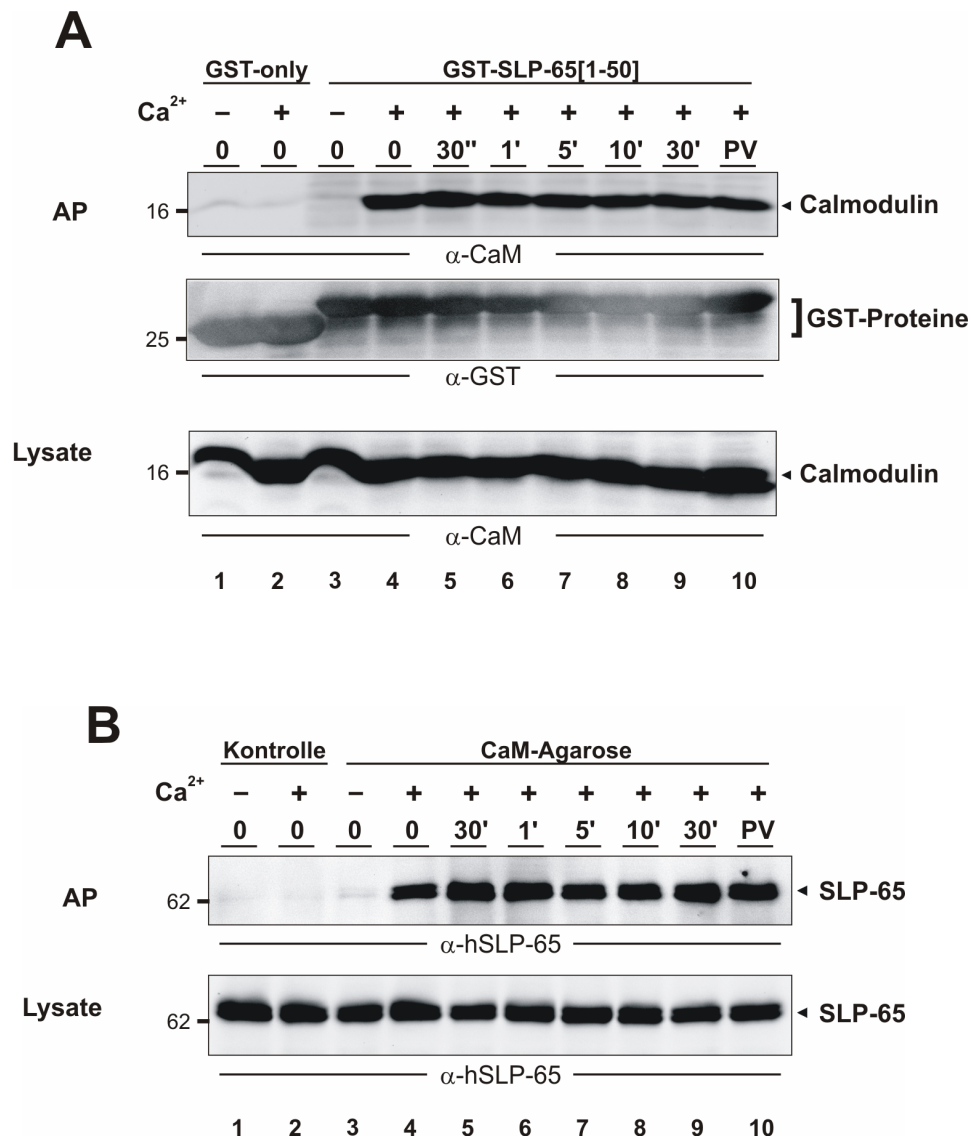 A
GST-only GST-SLP-65[1-50]
Ca2+ – + – + + + + + + +
0 0 0 0 30" 1' 5' 10' 30' PV
AP 16 Calmodulin
α-CaM
25 GST-Proteine
α-GST
Lysate 16 Calmodulin
α-CaM
1 2 3 4 5 6 7 8 9 10
B
Kontrolle CaM-Agarose
Ca2+ – + – + + + + + + +
0 0 0 0 30' 1' 5' 10' 30' PV
AP 62 SLP-65
α-hSLP-65
Lysate 62 SLP-65
α-hSLP-65
1 2 3 4 5 6 7 8 9 10